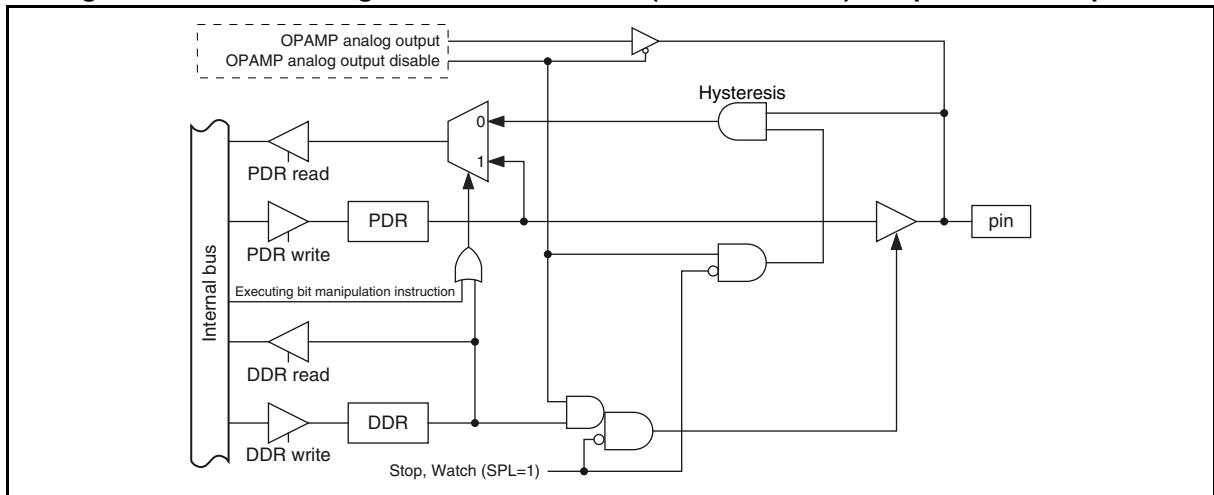 OPAMP analog output
OPAMP analog output disable
Hysteresis
0
1
PDR read
PDR
pin
PDR write
Executing bit manipulation instruction
Internal bus
DDR read
DDR
DDR write
Stop, Watch (SPL=1)